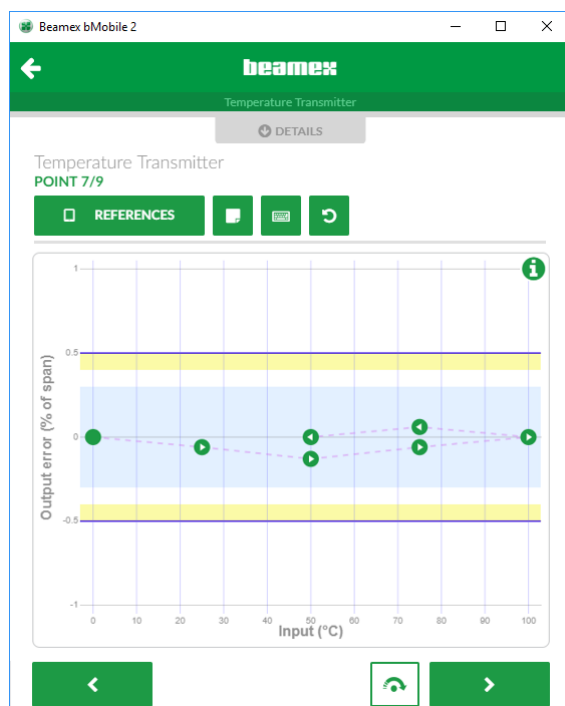 Beamex bMobile 2
beamex
Temperature Transmitter
DETAILS
Temperature Transmitter
POINT 7/9
REFERENCES
1
0.5
0
-0.5
-1
Output error (% of span)
0 10 20 30 40 50 60 70 80 90 100
Input (°C)